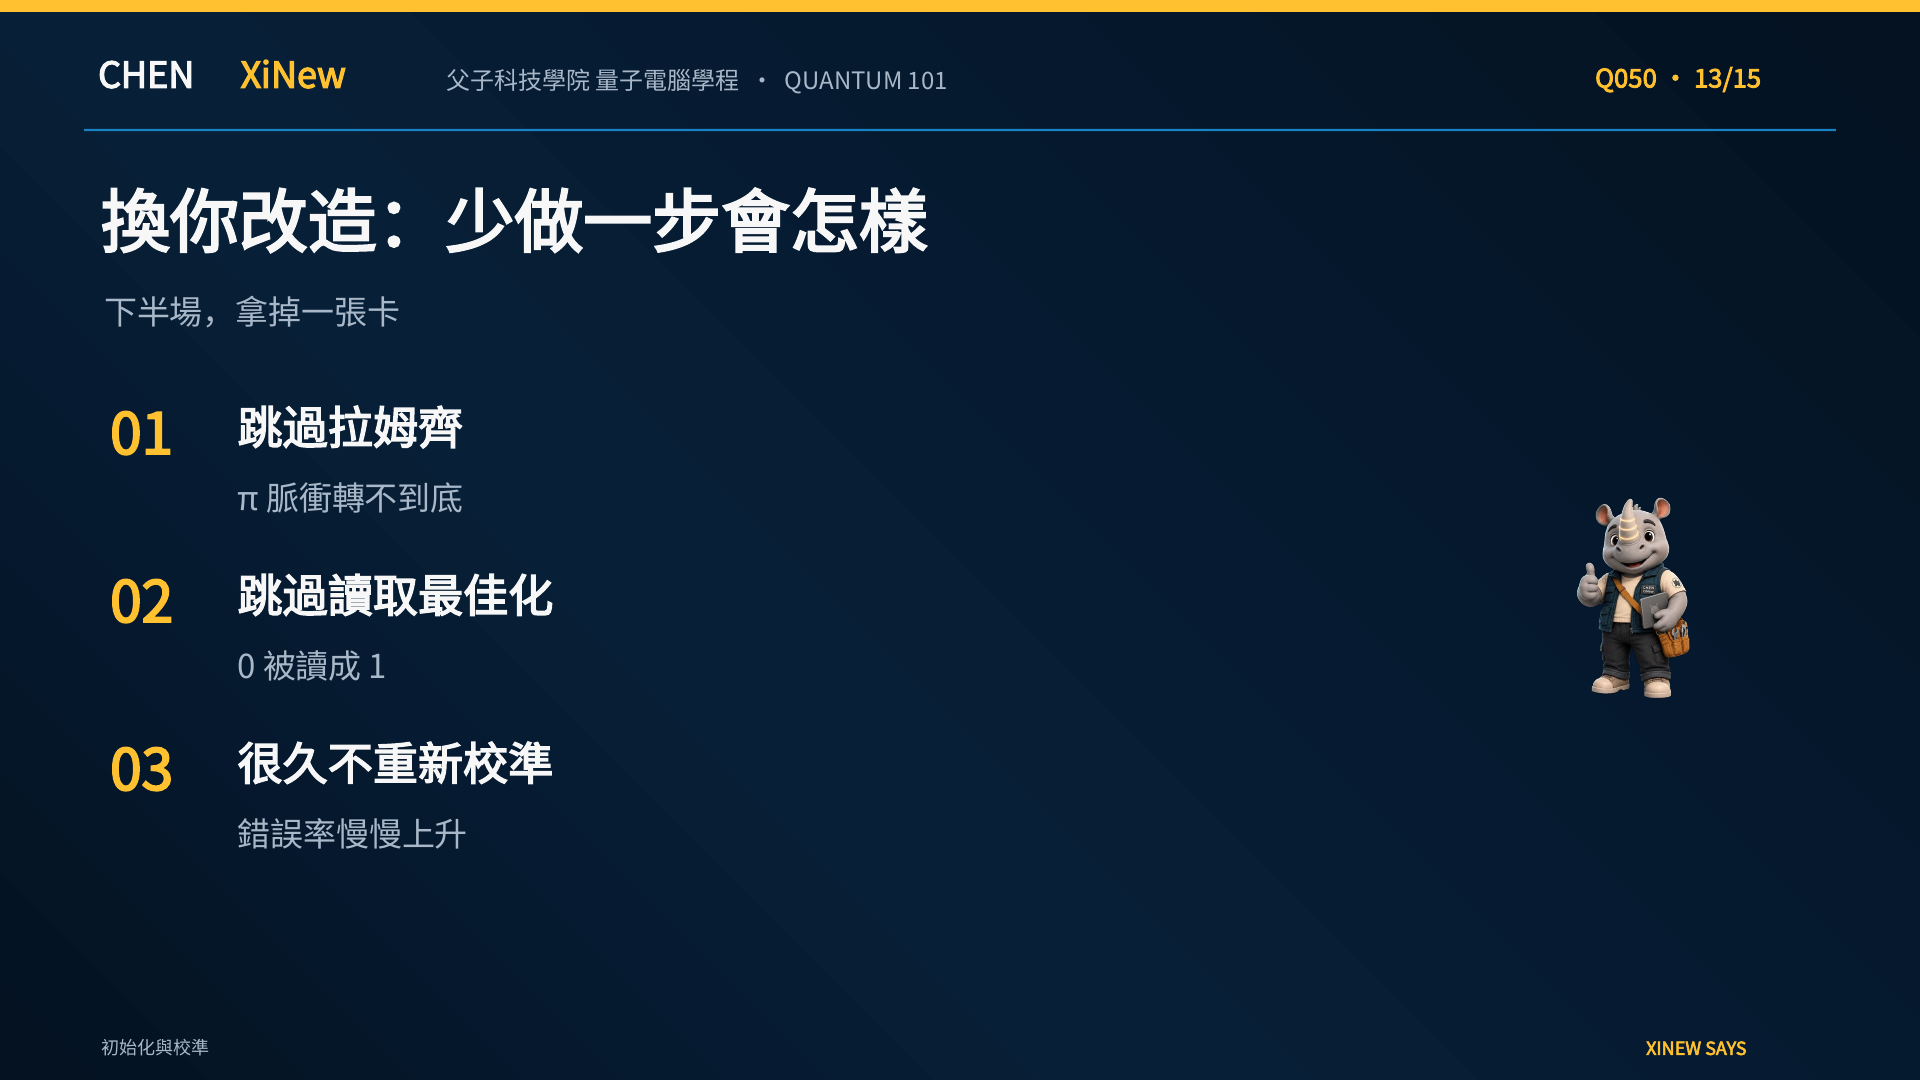 CHEN XiNew 父子科技學院 量子電腦學程 • QUANTUM 101 Q050 • 13/15
換你改造：少做一步會怎樣
下半場，拿掉一張卡
01 跳過拉姆齊
π 脈衝轉不到底
02 跳過讀取最佳化
0 被讀成 1
03 很久不重新校準
錯誤率慢慢上升
初始化與校準 XINEW SAYS